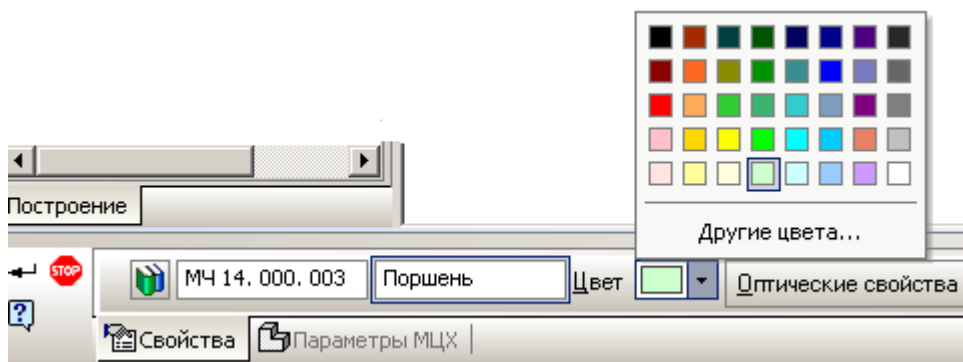 Построение
Другие цвета...
STOP
МЧ 14. 000. 003 Поршень Цвет Оптические свойства
?
Свойства Параметры МЦХ